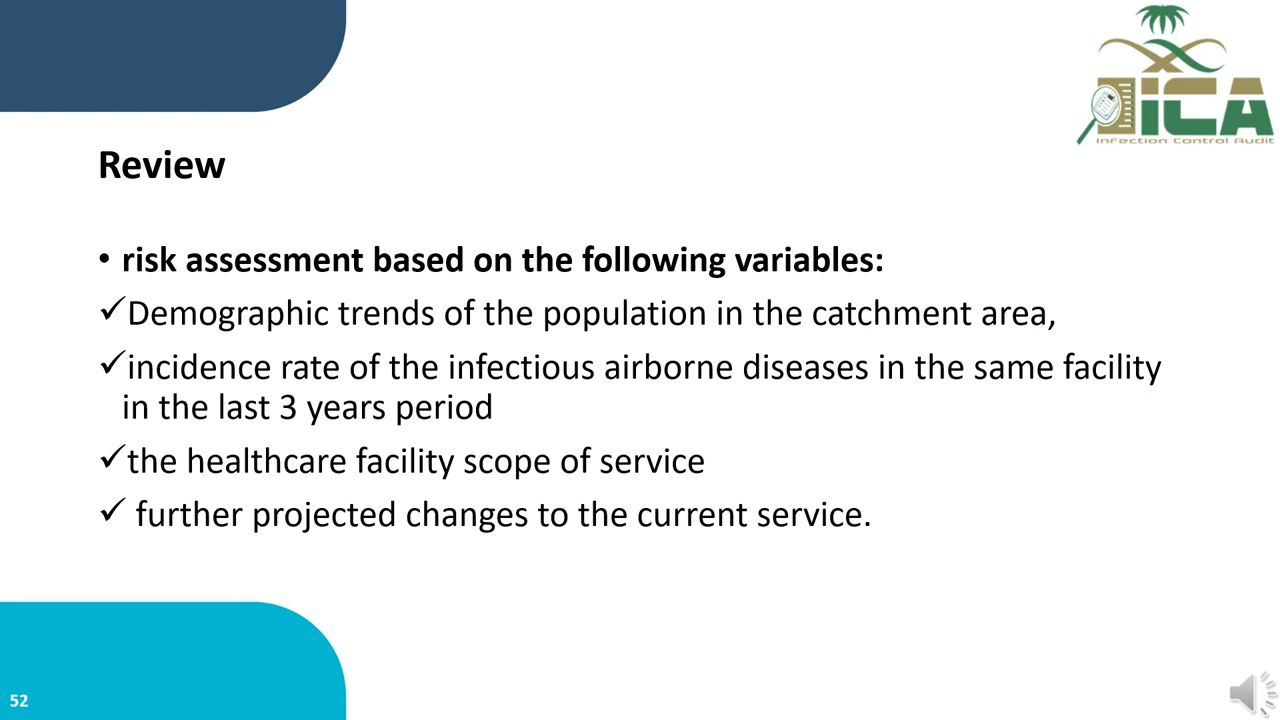 iCA
Infection Control Audit
Review
• risk assessment based on the following variables:
✓Demographic trends of the population in the catchment area,
✓incidence rate of the infectious airborne diseases in the same facility
in the last 3 years period
✓the healthcare facility scope of service
✓ further projected changes to the current service.
52